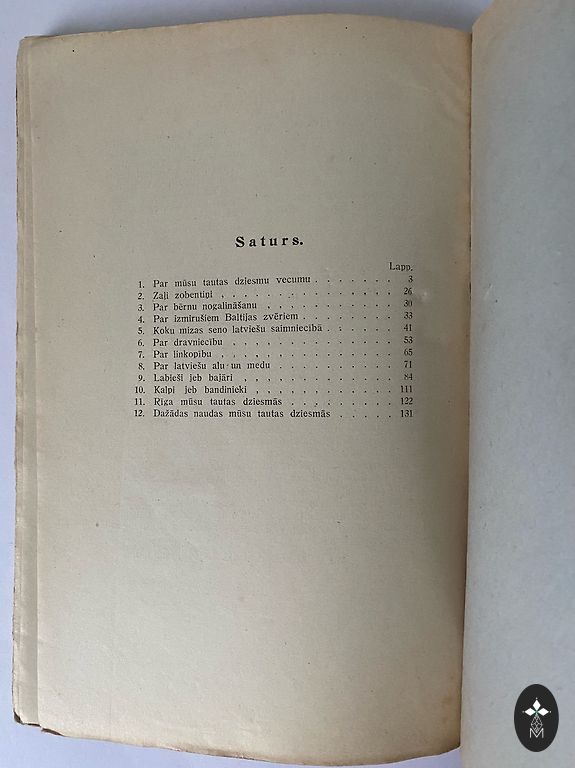 Saturs.
Lapp.
1. Par mūsu tautas dziesmu vecumu . . . . . . . 3
2. Zaļi zobentiņi . . . . . . . . . . . . 26
3. Par bērnu nogalināšanu . . . . . . . . . . 30
4. Par izmirušiem Baltijas zvēriem . . . . . . . 33
5. Koku mizas seno latviešu saimniecībā . . . . . . 41
6. Par dravniecību . . . . . . . . . . . . 53
7. Par linkopību . . . . . . . . . . . . 65
8. Par latviešu alu un medu . . . . . . . . . 71
9. Labieši jeb bajāri . . . . . . . . . . . 84
10. Kalpi jeb bandinieki . . . . . . . . . . 111
11. Rīga mūsu tautas dziesmās . . . . . . . . 122
12. Dažādas naudas mūsu tautas dziesmās . . . . . 131
M